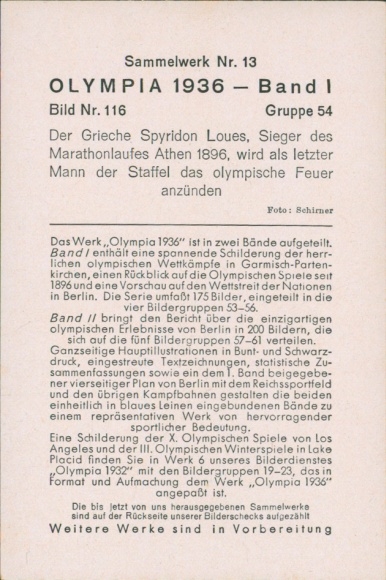 Sammelwerk Nr. 13
OLYMPIA 1936 – Band I
Bild Nr. 116 Gruppe 54
Der Grieche Spyridon Loues, Sieger des
Marathonlaufes Athen 1896, wird als letzter
Mann der Staffel das olympische Feuer
anzünden
Foto: Schirner
Das Werk „Olympia 1936“ ist in zwei Bände aufgeteilt.
Band I enthält eine spannende Schilderung der herr-
lichen olympischen Wettkämpfe in Garmisch-Parten-
kirchen, einen Rückblick auf die Olympischen Spiele seit
1896 und eine Vorschau auf den Wettstreit der Nationen
in Berlin. Die Serie umfaßt 175 Bilder, eingeteilt in die
vier Bildergruppen 53–56.
Band II bringt den Bericht über die einzigartigen
olympischen Erlebnisse von Berlin in 200 Bildern, die
sich auf die fünf Bildergruppen 57–61 verteilen.
Ganzseitige Hauptillustrationen in Bunt- und Schwarz-
druck, eingestreute Textzeichnungen, statistische Zu-
sammenfassungen sowie ein dem I. Band beigegebe-
ner vierseitiger Plan von Berlin mit dem Reichssportfeld
und den übrigen Kampfbahnen gestalten die beiden
einheitlich in blaues Leinen eingebundenen Bände zu
einem repräsentativen Werk von hervorragender
sportlicher Bedeutung.
Eine Schilderung der X. Olympischen Spiele von Los
Angeles und der III. Olympischen Winterspiele in Lake
Placid finden Sie in Werk 6 unseres Bilderdienstes
„Olympia 1932“ mit den Bildergruppen 19–23, das in
Format und Aufmachung dem Werk „Olympia 1936“
angepaßt ist.
Die bis jetzt von uns herausgegebenen Sammelwerke
sind auf der Rückseite unserer Bilderschecks aufgezählt
Weitere Werke sind in Vorbereitung